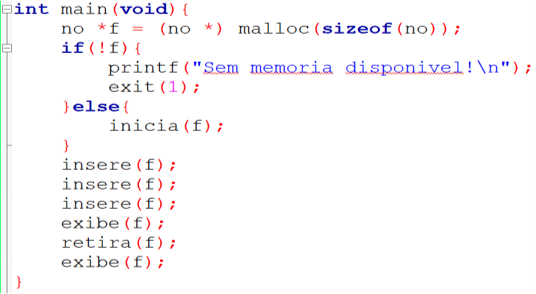 int main(void){
no *f = (no *) malloc(sizeof(no));
if(!f){
printf("Sem memoria disponivel!\n");
exit(1);
}else{
inicia(f);
}
insere(f);
insere(f);
insere(f);
exibe(f);
retira(f);
exibe(f);
}